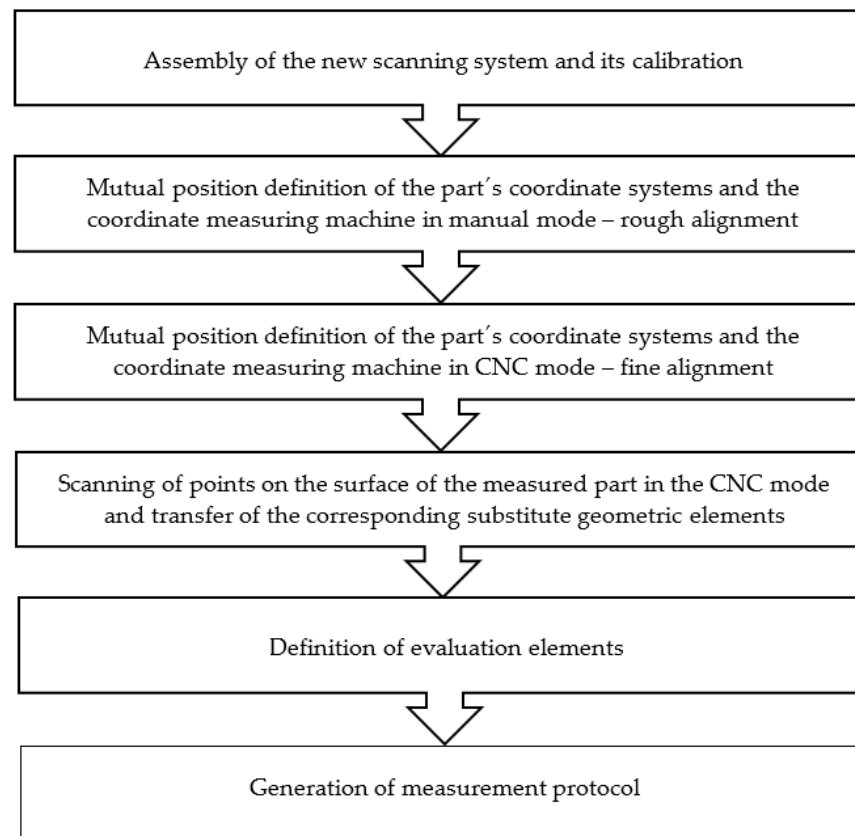 Assembly of the new scanning system and its calibration
Mutual position definition of the part´s coordinate systems and the
coordinate measuring machine in manual mode – rough alignment
Mutual position definition of the part´s coordinate systems and the
coordinate measuring machine in CNC mode – fine alignment
Scanning of points on the surface of the measured part in the CNC mode
and transfer of the corresponding substitute geometric elements
Definition of evaluation elements
Generation of measurement protocol